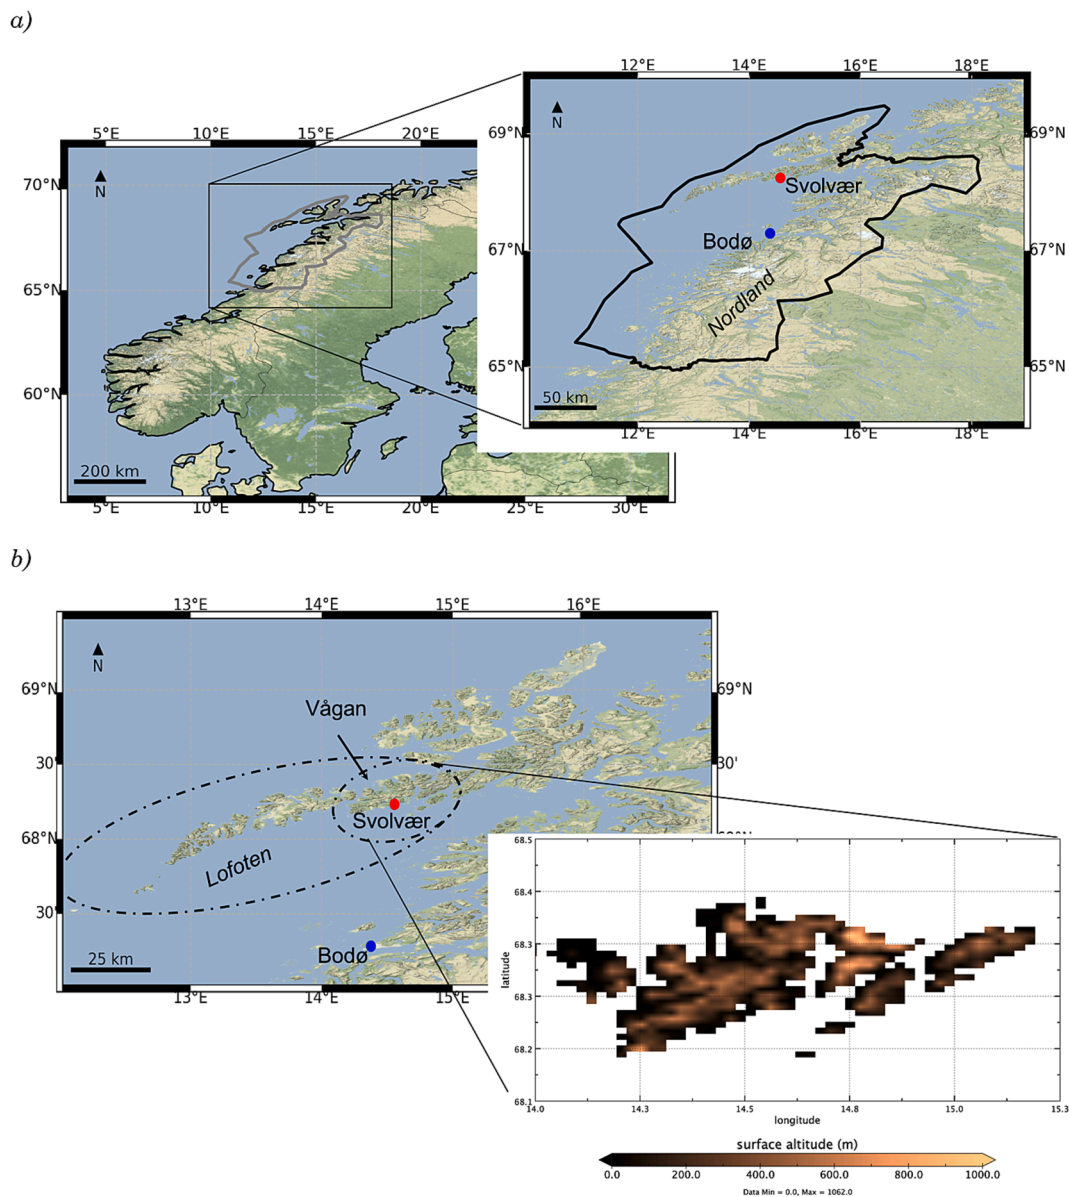 a)
12°E 14°E 16°E 18°E
5°E 10°E 15°E 20°E
N
69°N 69°N
N
70°N
Svolvær
Bodø
67°N 67°N
Nordland
65°N
65°N 65°N
50 km
60°N
12°E 14°E 16°E 18°E
200 km
5°E 10°E 15°E 20°E 25°E 30°E
b)
13°E 14°E 15°E 16°E
N
69°N 69°N
Vågan
30' 30'
Svolvær
68°N
Lofoten
30'
Bodø
25 km
13°E 14°E 15°
68.5
68.4
68.3
68.3
68.2
68.1
latitude
14.0 14.3 14.5 14.8 15.0 15.3
longitude
surface altitude (m)
0.0 200.0 400.0 600.0 800.0 1000.0
Data Min = 0.0, Max = 1062.0